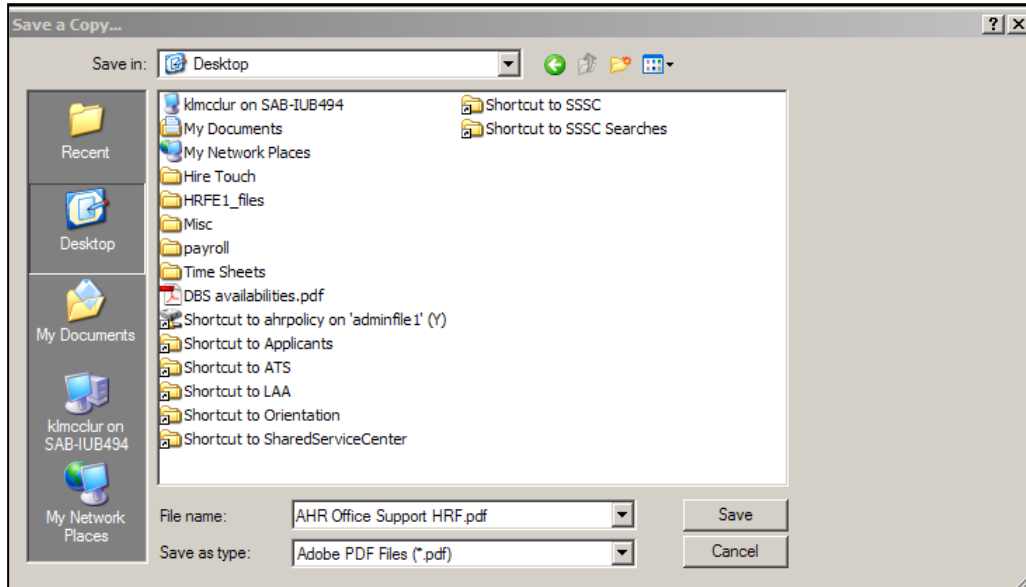 Save a Copy...
Save in:
Desktop
Recent
Desktop
My Documents
klmcclur on
SAB-IUB494
My Network
Places
klmcclur on SAB-IUB494
My Documents
My Network Places
Hire Touch
HRFE1_files
Misc
payroll
Time Sheets
DBS availabilities.pdf
Shortcut to ahrpolicy on 'adminfile1' (Y)
Shortcut to Applicants
Shortcut to ATS
Shortcut to LAA
Shortcut to Orientation
Shortcut to SharedServiceCenter
Shortcut to SSSC
Shortcut to SSSC Searches
File name:
AHR Office Support HRF.pdf
Save
Save as type:
Adobe PDF Files (*.pdf)
Cancel